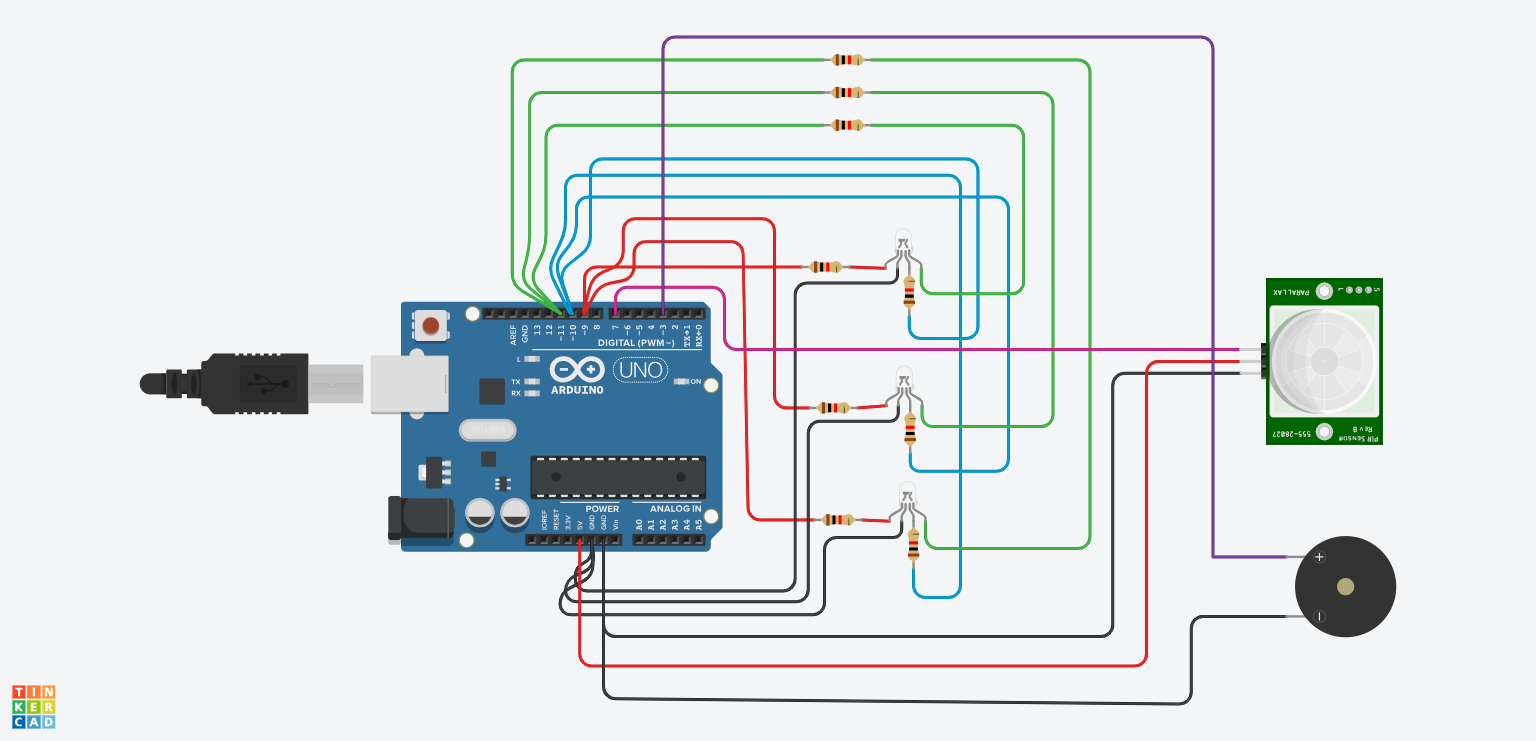 AREF
GND
13
12
~11
~10
~9
8
7
~6
~5
4
~3
2
TX→1
RX←0
DIGITAL (PWM~)
L
TX
RX
ARDUINO
UNO
ON
POWER
ANALOG IN
IOREF
RESET
3.3V
5V
GND
GND
Vin
A0
A1
A2
A3
A4
A5
PARALLAX
L
S
555-28027
Rev B
PIR Sensor
+
TIN
KER
CAD